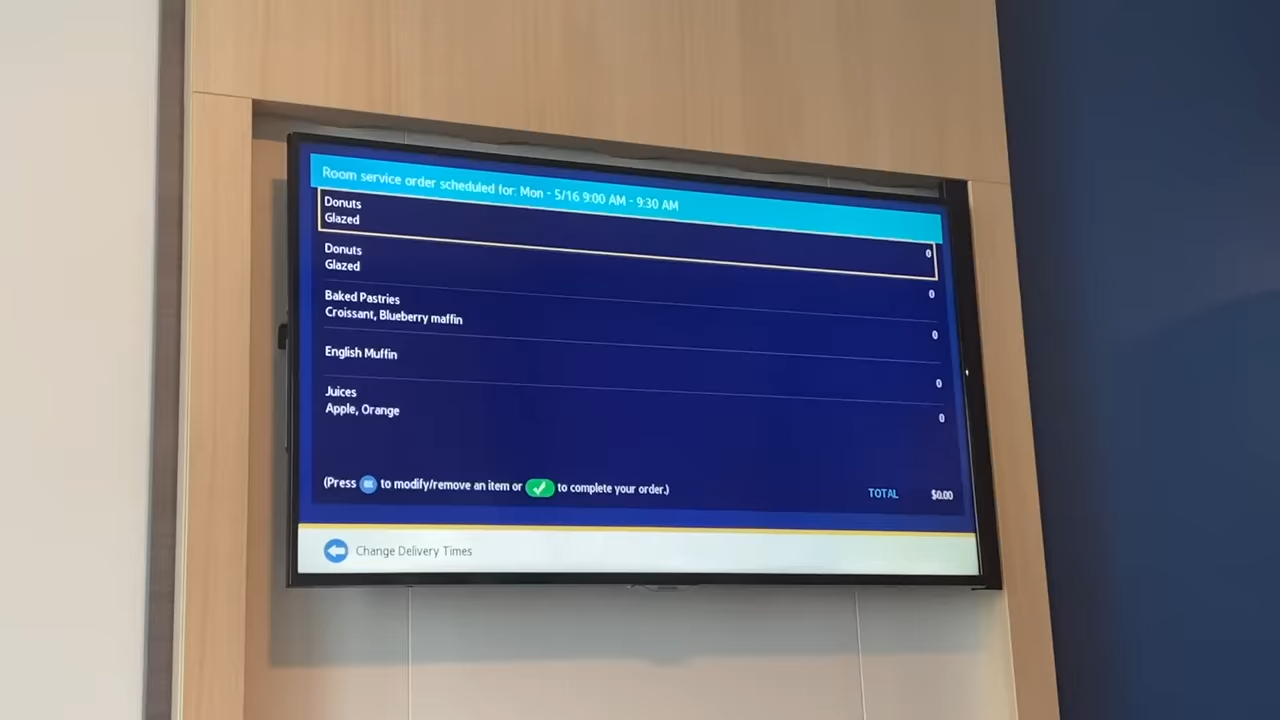 Room service order scheduled for: Mon - 5/16 9:00 AM - 9:30 AM
Donuts
Glazed
0
Donuts
Glazed
0
Baked Pastries
Croissant, Blueberry maffin
0
English Muffin
0
Juices
Apple, Orange
0
(Press OK to modify/remove an item or to complete your order.)
TOTAL $0.00
Change Delivery Times